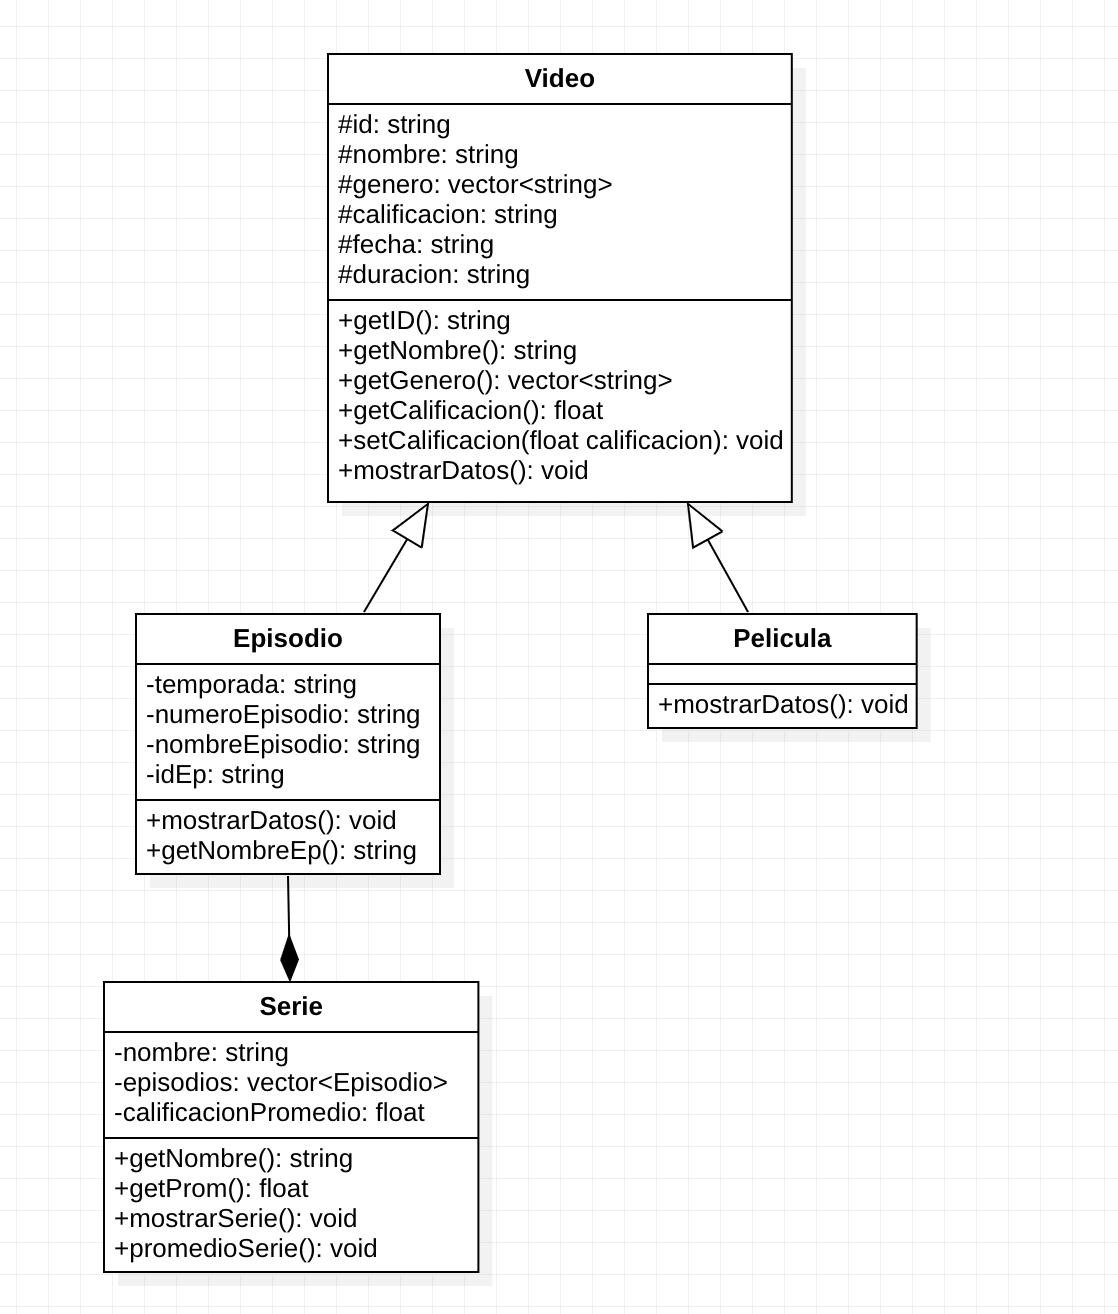 Video
#id: string
#nombre: string
#genero: vector<string>
#calificacion: string
#fecha: string
#duracion: string
+getID(): string
+getNombre(): string
+getGenero(): vector<string>
+getCalificacion(): float
+setCalificacion(float calificacion): void
+mostrarDatos(): void
Episodio
-temporada: string
-numeroEpisodio: string
-nombreEpisodio: string
-idEp: string
+mostrarDatos(): void
+getNombreEp(): string
Pelicula
+mostrarDatos(): void
Serie
-nombre: string
-episodios: vector<Episodio>
-calificacionPromedio: float
+getNombre(): string
+getProm(): float
+mostrarSerie(): void
+promedioSerie(): void